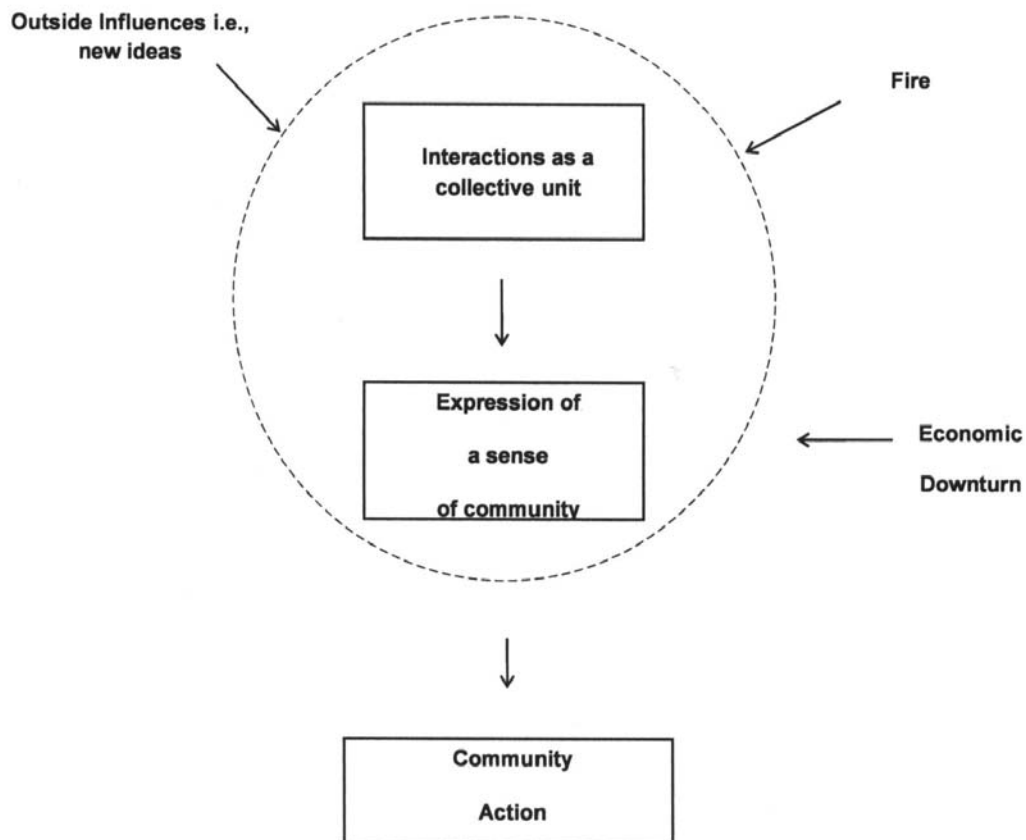 Outside Influences i.e.,
new ideas
Fire
Interactions as a
collective unit
Expression of
a sense
of community
Economic
Downturn
Community
Action